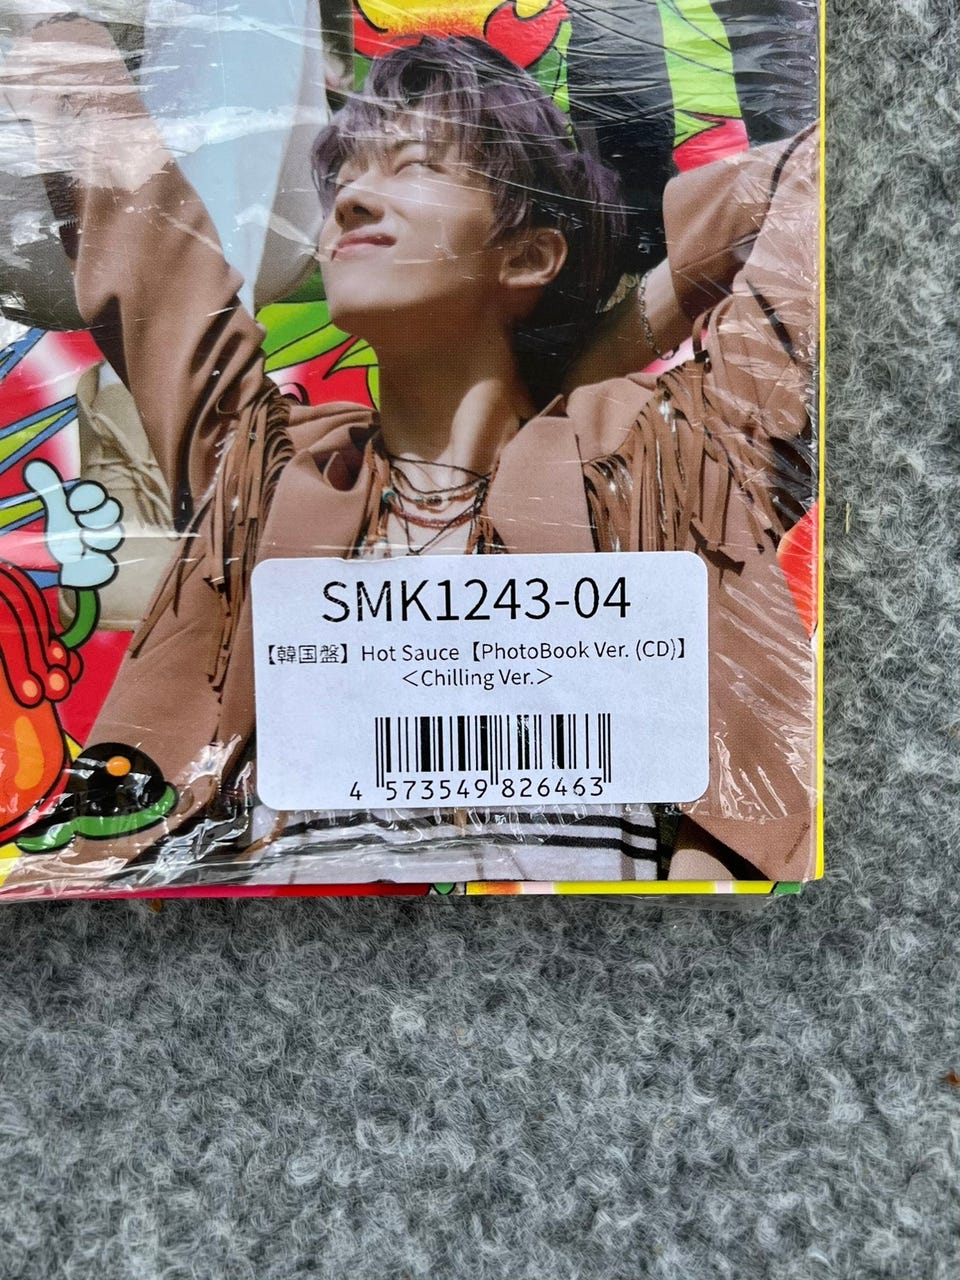 SMK1243-04
【韓国盤】Hot Sauce【PhotoBook Ver. (CD)】
＜Chilling Ver.＞
4 573549 826463